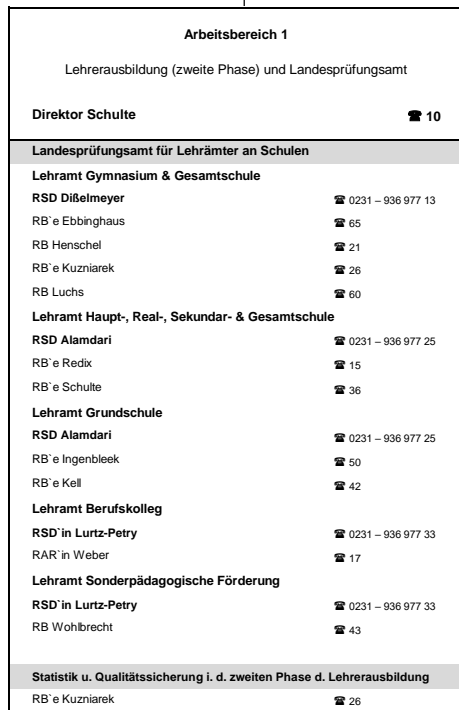 Arbeitsbereich 1
Lehrerausbildung (zweite Phase) und Landesprüfungsamt
Direktor Schulte ☎ 10
Landesprüfungsamt für Lehrämter an Schulen
Lehramt Gymnasium & Gesamtschule
RSD Dißelmeyer ☎ 0231 – 936 977 13
RB`e Ebbinghaus ☎ 65
RB Henschel ☎ 21
RB`e Kuzniarek ☎ 26
RB Luchs ☎ 60
Lehramt Haupt-, Real-, Sekundar- & Gesamtschule
RSD Alamdari ☎ 0231 – 936 977 25
RB`e Redix ☎ 15
RB`e Schulte ☎ 36
Lehramt Grundschule
RSD Alamdari ☎ 0231 – 936 977 25
RB`e Ingenbleek ☎ 50
RB`e Kell ☎ 42
Lehramt Berufskolleg
RSD`in Lurtz-Petry ☎ 0231 – 936 977 33
RAR`in Weber ☎ 17
Lehramt Sonderpädagogische Förderung
RSD`in Lurtz-Petry ☎ 0231 – 936 977 33
RB Wohlbrecht ☎ 43
Statistik u. Qualitätssicherung i. d. zweiten Phase d. Lehrerausbildung
RB`e Kuzniarek ☎ 26